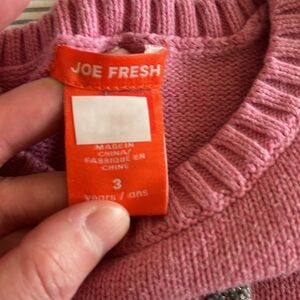 JOE FRESH
MADE IN
CHINA/
FABRIQUÉ EN
CHINE
3
years / ans